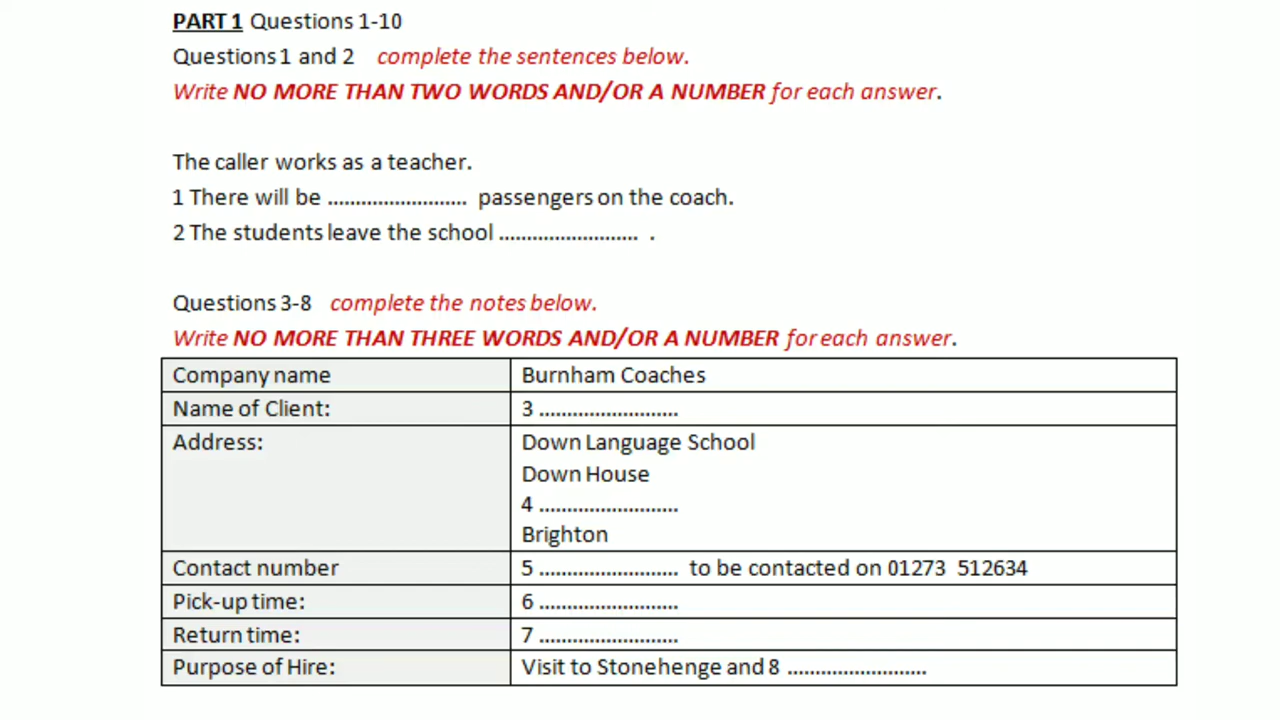 PART 1 Questions 1-10
Questions 1 and 2 complete the sentences below.
Write NO MORE THAN TWO WORDS AND/OR A NUMBER for each answer.
The caller works as a teacher.
1 There will be ......................... passengers on the coach.
2 The students leave the school ......................... .
Questions 3-8 complete the notes below.
Write NO MORE THAN THREE WORDS AND/OR A NUMBER for each answer.
Company name Burnham Coaches
Name of Client: 3 .........................
Address: Down Language School
Down House
4 .........................
Brighton
Contact number 5 ......................... to be contacted on 01273 512634
Pick-up time: 6 .........................
Return time: 7 .........................
Purpose of Hire: Visit to Stonehenge and 8 .........................